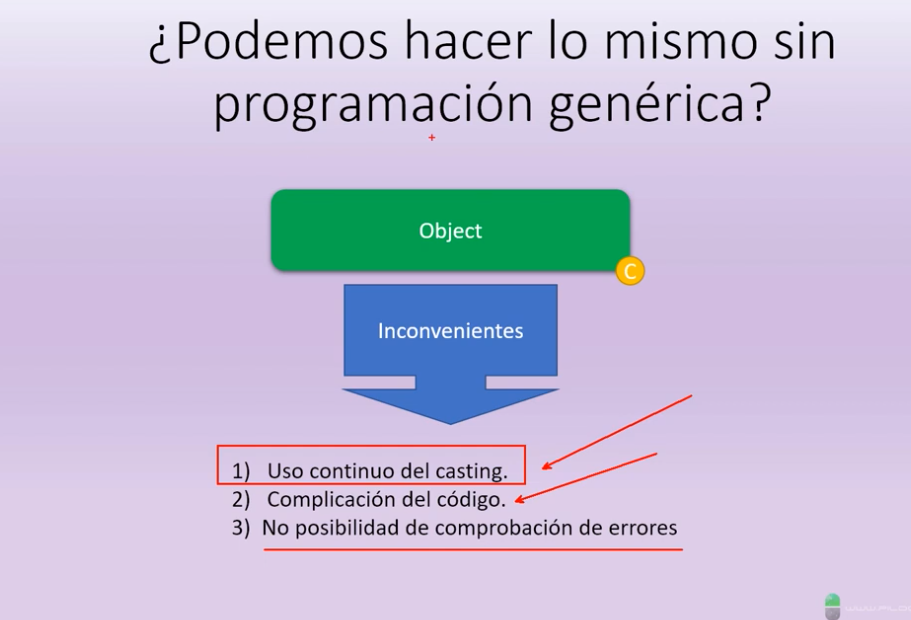 ¿Podemos hacer lo mismo sin
programación genérica?
Object
C
Inconvenientes
1) Uso continuo del casting.
2) Complicación del código.
3) No posibilidad de comprobación de errores